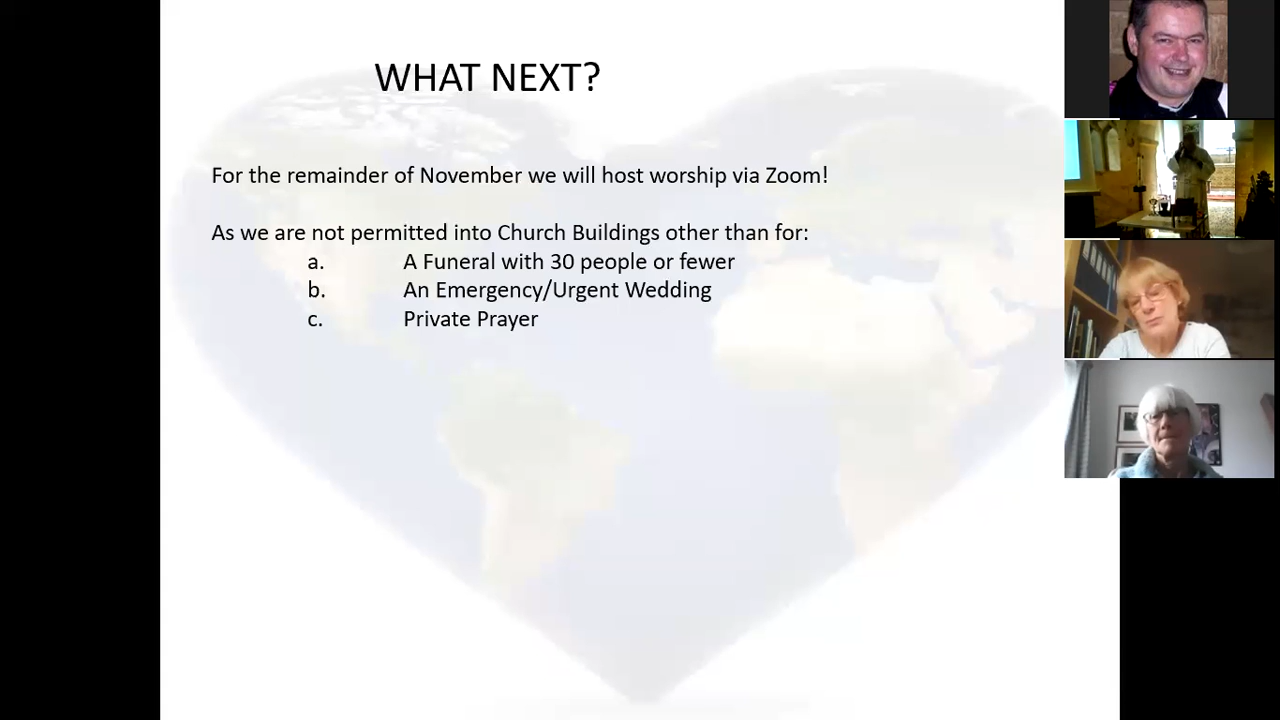 WHAT NEXT?
For the remainder of November we will host worship via Zoom!
As we are not permitted into Church Buildings other than for:
a. A Funeral with 30 people or fewer
b. An Emergency/Urgent Wedding
c. Private Prayer